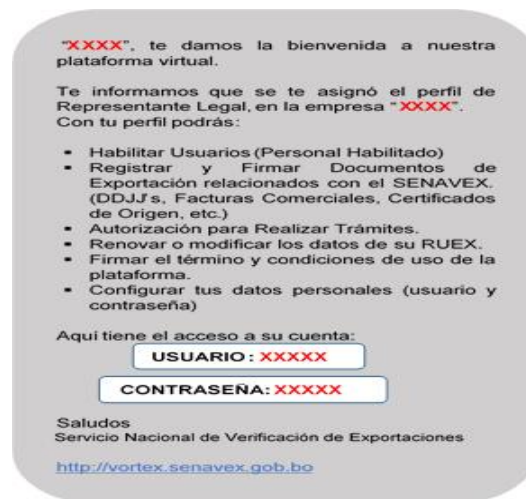 "XXXX", te damos la bienvenida a nuestra
plataforma virtual.
Te informamos que se te asignó el perfil de
Representante Legal, en la empresa "XXXX".
Con tu perfil podrás:
▪ Habilitar Usuarios (Personal Habilitado)
▪ Registrar y Firmar Documentos de
Exportación relacionados con el SENAVEX.
(DDJJ's, Facturas Comerciales, Certificados
de Origen, etc.)
▪ Autorización para Realizar Trámites.
▪ Renovar o modificar los datos de su RUEX.
▪ Firmar el término y condiciones de uso de la
plataforma.
▪ Configurar tus datos personales (usuario y
contraseña)
Aquí tiene el acceso a su cuenta:
USUARIO: XXXXX
CONTRASEÑA: XXXXX
Saludos
Servicio Nacional de Verificación de Exportaciones
http://vortex.senavex.gob.bo